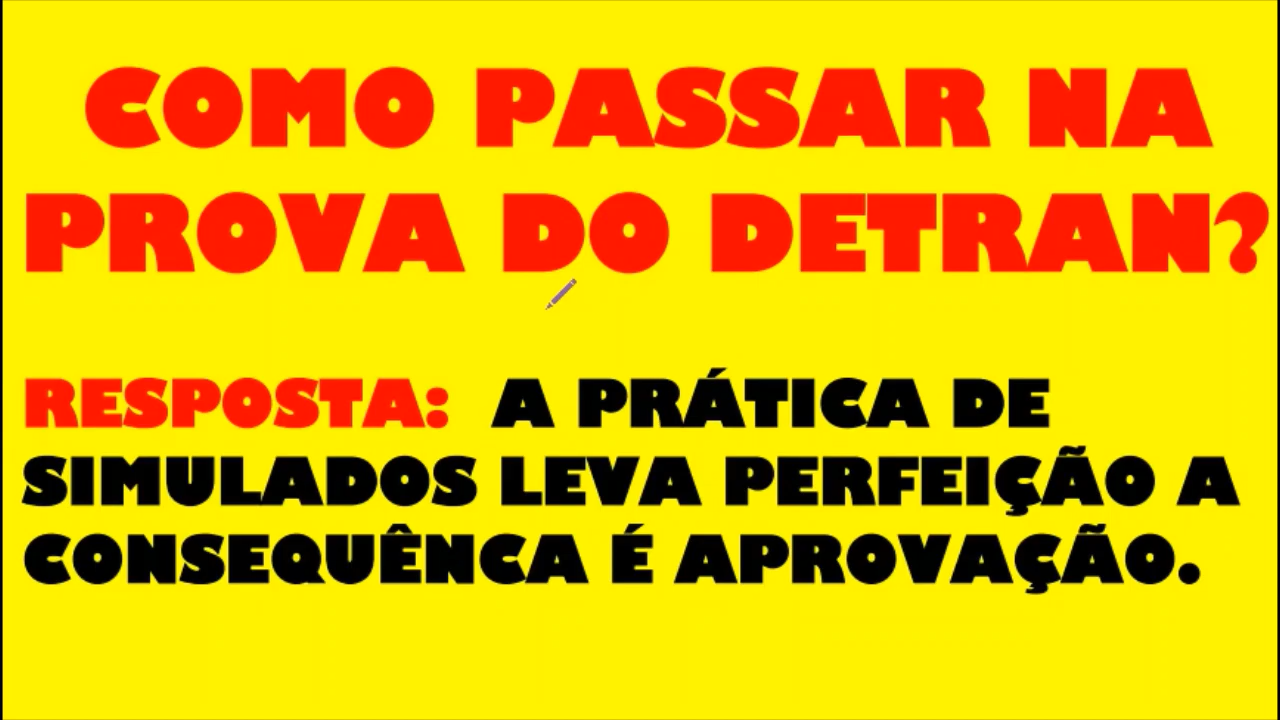 COMO PASSAR NA
PROVA DO DETRAN?
RESPOSTA: A PRÁTICA DE
SIMULADOS LEVA PERFEIÇÃO A
CONSEQUÊNCA É APROVAÇÃO.